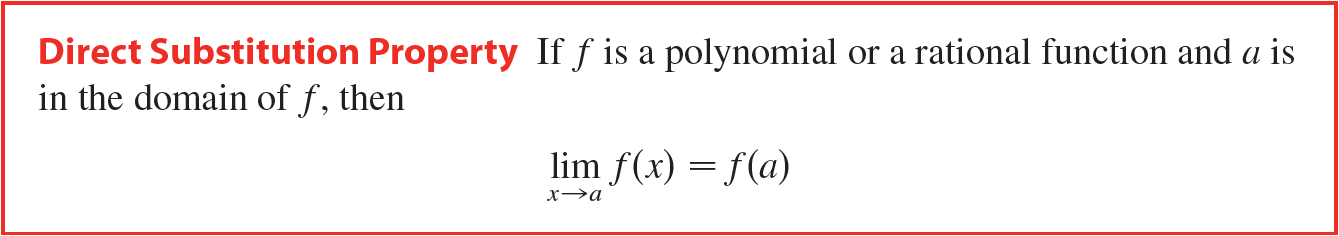 Direct Substitution Property If f is a polynomial or a rational function and a is
in the domain of f, then
lim f(x) = f(a)
x→a